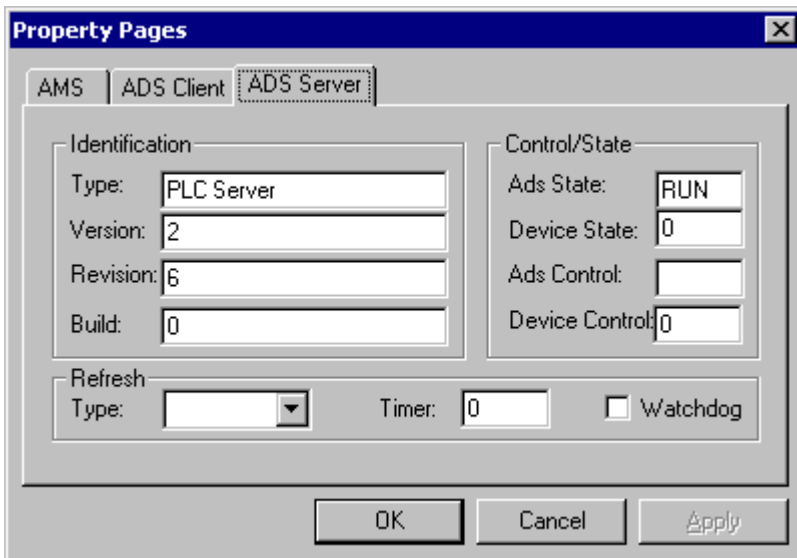 Property Pages
AMS
ADS Client
ADS Server
Identification
Type: PLC Server
Version: 2
Revision: 6
Build: 0
Control/State
Ads State: RUN
Device State: 0
Ads Control:
Device Control: 0
Refresh
Type:
Timer: 0
Watchdog
OK
Cancel
Apply